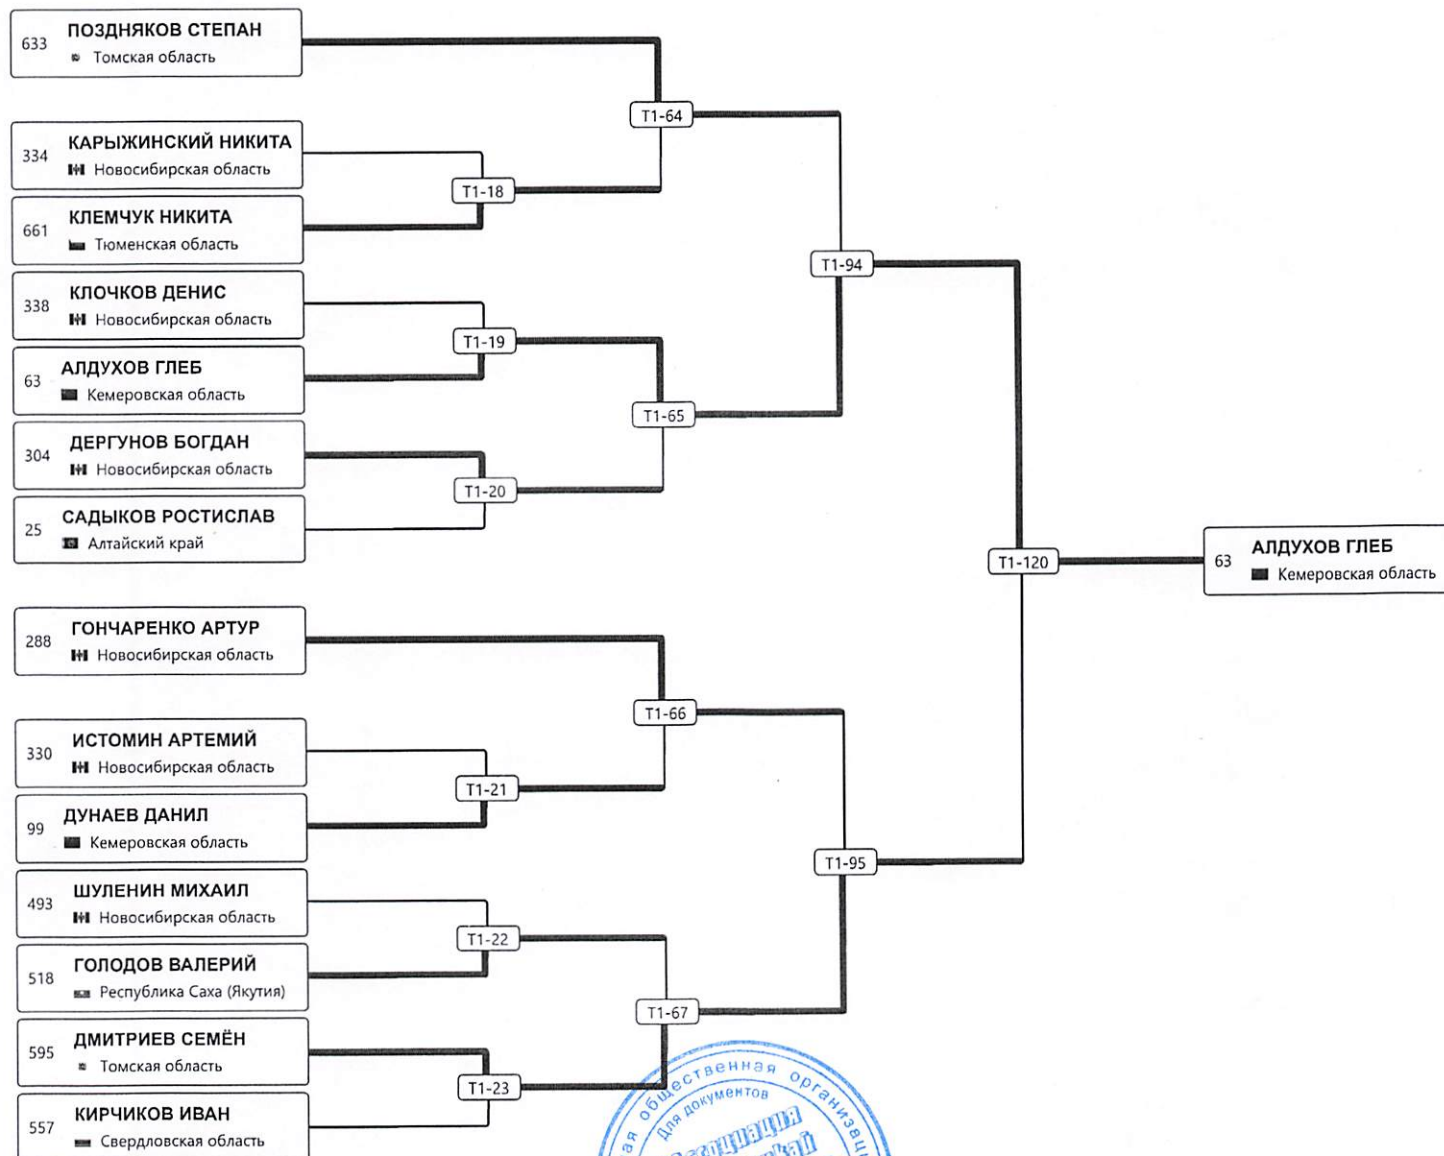 633 ПОЗДНЯКОВ СТЕПАН
Томская область
T1-64
334 КАРЫЖИНСКИЙ НИКИТА
Новосибирская область
T1-18
661 КЛЕМЧУК НИКИТА
Тюменская область
T1-94
338 КЛОЧКОВ ДЕНИС
Новосибирская область
T1-19
63 АЛДУХОВ ГЛЕБ
Кемеровская область
T1-65
304 ДЕРГУНОВ БОГДАН
Новосибирская область
T1-20
25 САДЫКОВ РОСТИСЛАВ
Алтайский край
T1-120
63 АЛДУХОВ ГЛЕБ
Кемеровская область
288 ГОНЧАРЕНКО АРТУР
Новосибирская область
T1-66
330 ИСТОМИН АРТЕМИЙ
Новосибирская область
T1-21
99 ДУНАЕВ ДАНИЛ
Кемеровская область
T1-95
493 ШУЛЕНИН МИХАИЛ
Новосибирская область
T1-22
518 ГОЛОДОВ ВАЛЕРИЙ
Республика Саха (Якутия)
T1-67
595 ДМИТРИЕВ СЕМЁН
Томская область
T1-23
557 КИРЧИКОВ ИВАН
Свердловская область
общественная
Для документов